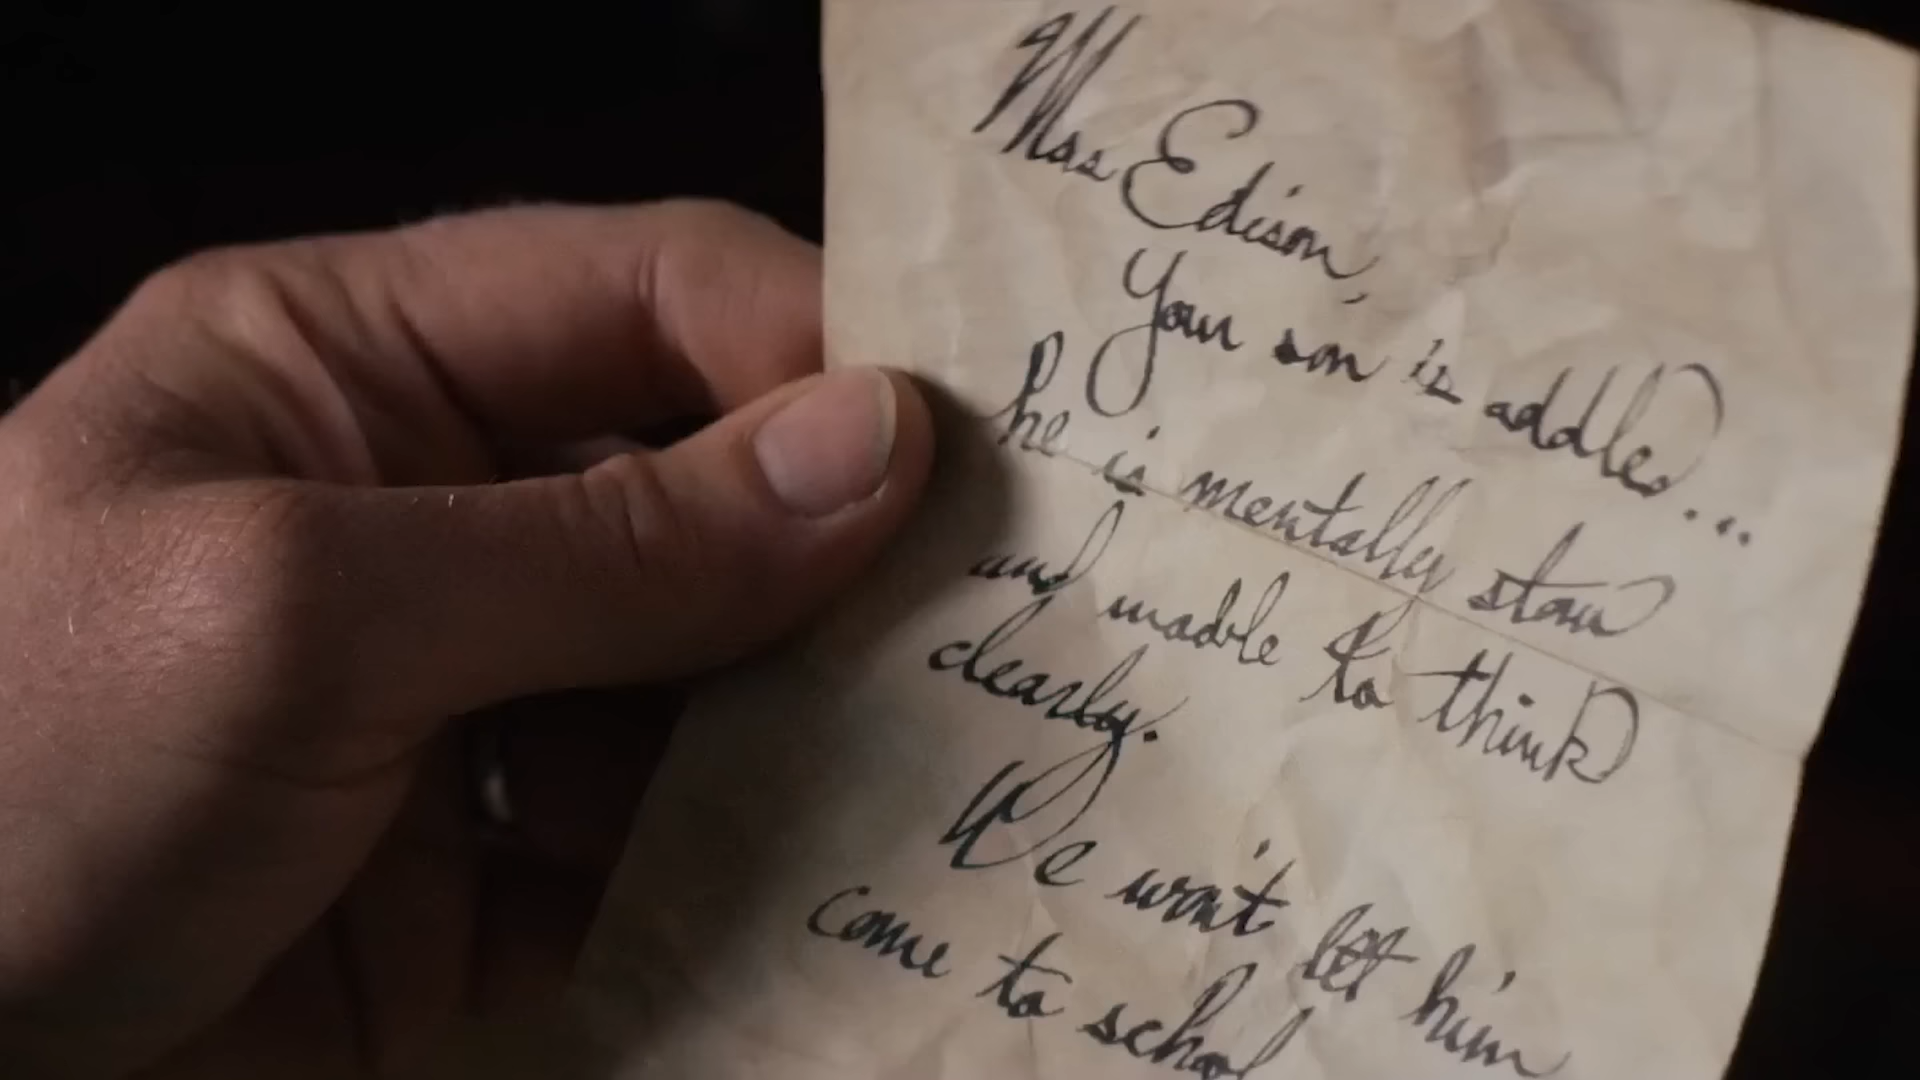 Mrs Edison,
Your son is addled...
he is mentally slow
and unable to think
clearly.
We won't let him
come to school